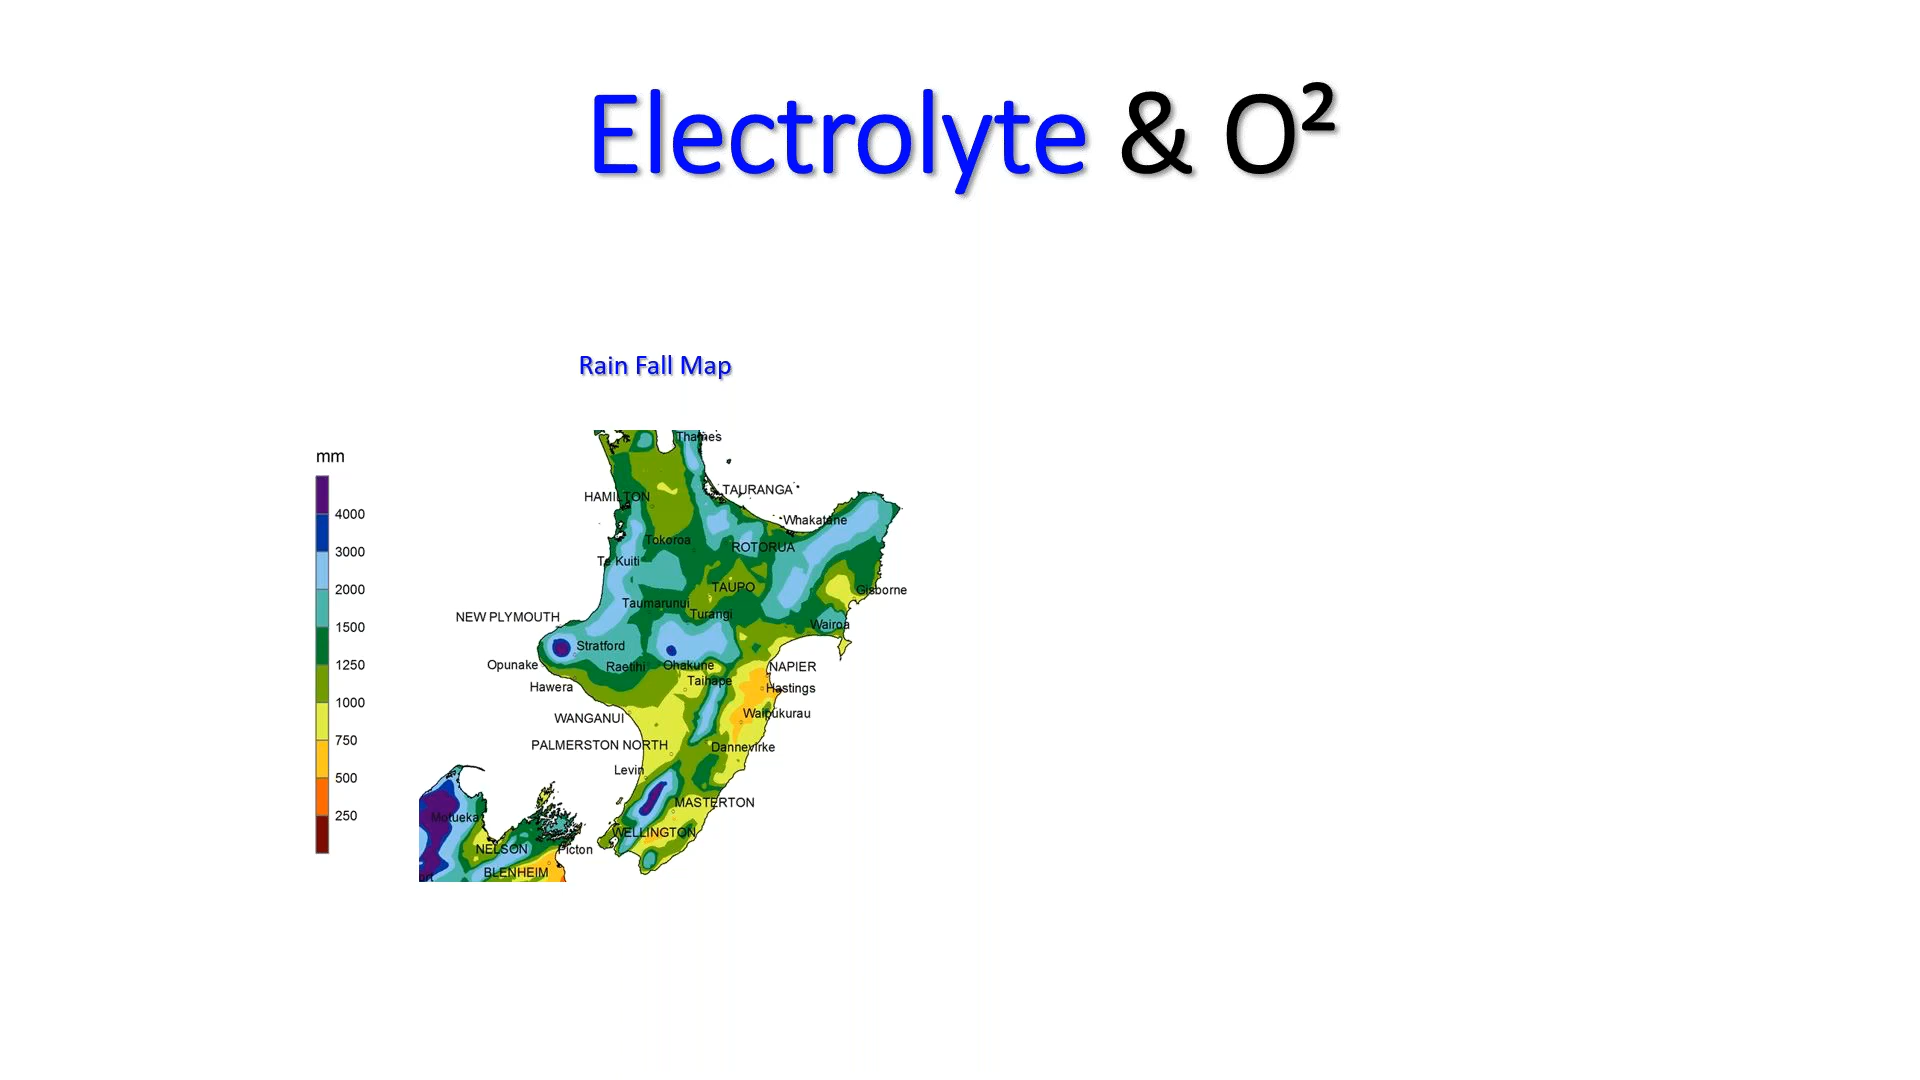 Electrolyte & O²
Rain Fall Map
mm
4000
3000
2000
1500
1250
1000
750
500
250
Thames
HAMILTON
TAURANGA
Whakatane
Tokoroa
ROTORUA
Te Kuiti
TAUPO
Gisborne
Taumarunui
Turangi
NEW PLYMOUTH
Wairoa
Stratford
Opunake
Raetihi
Ohakune
NAPIER
Taihape
Hawera
Hastings
WANGANUI
Waipukurau
PALMERSTON NORTH
Dannevirke
Levin
MASTERTON
Motueka
WELLINGTON
NELSON
Picton
BLENHEIM